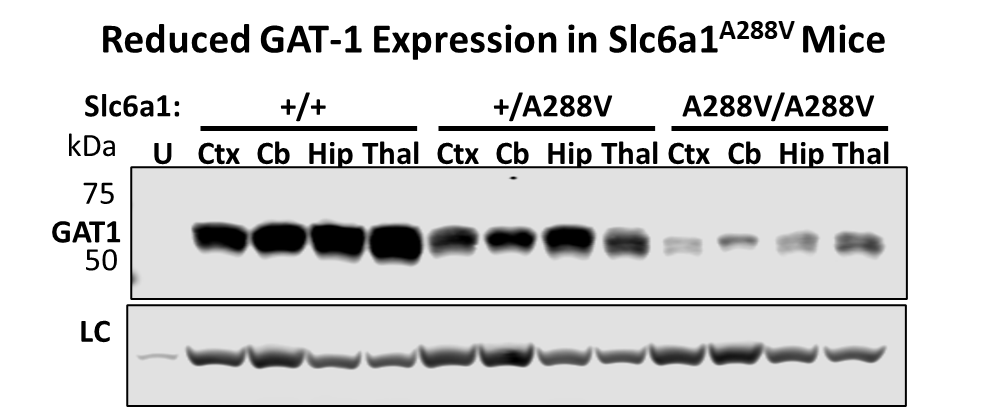 Reduced GAT-1 Expression in Slc6a1A288V Mice
Slc6a1: +/+ +/A288V A288V/A288V
kDa U Ctx Cb Hip Thal Ctx Cb Hip Thal Ctx Cb Hip Thal
75
GAT1
50
LC